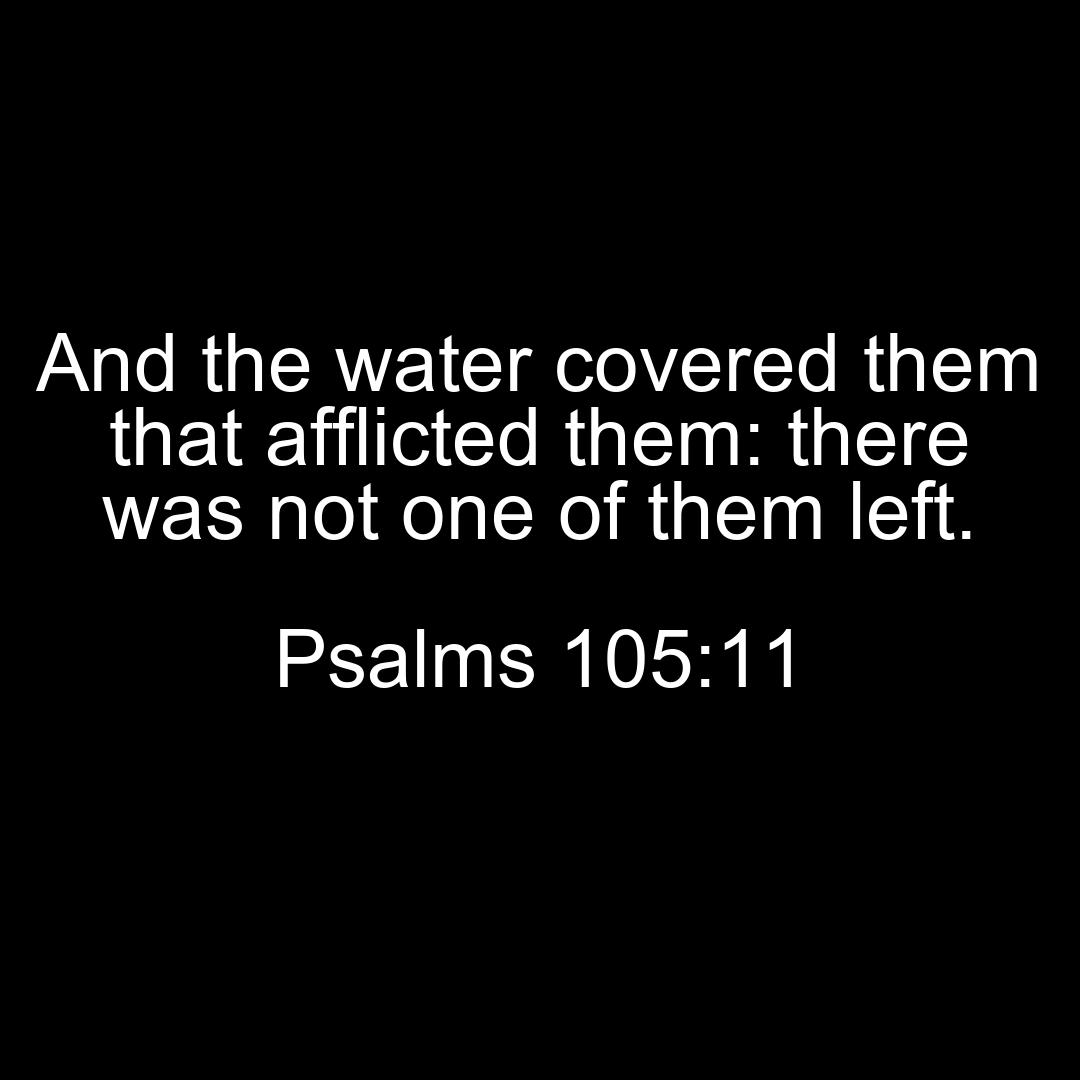 And the water covered them
that afflicted them: there
was not one of them left.
Psalms 105:11